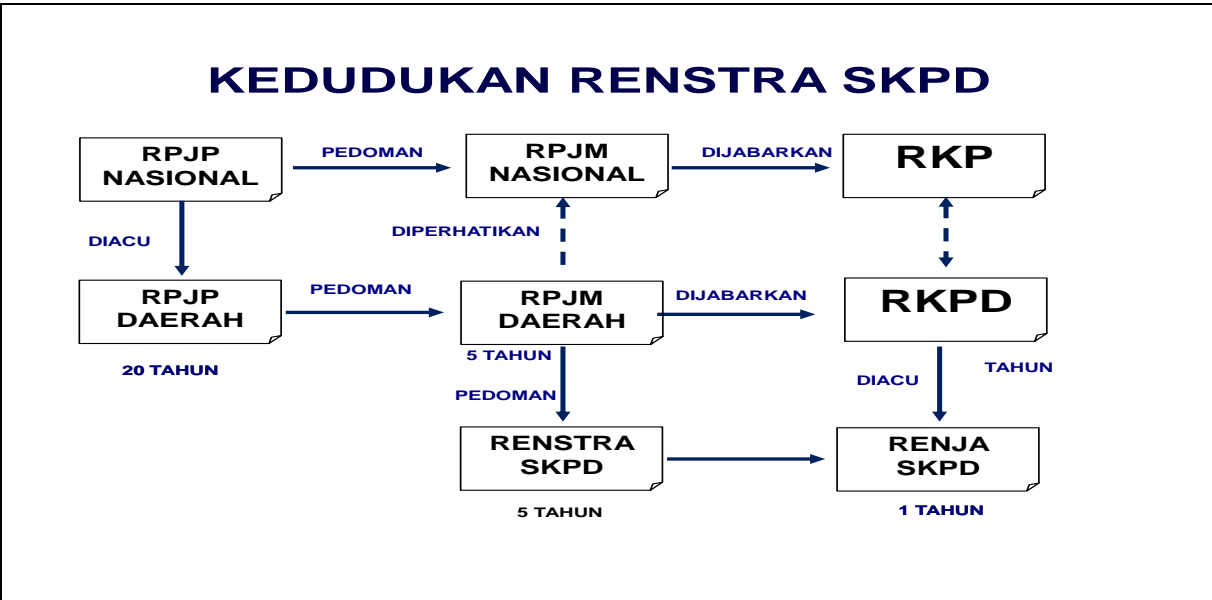 KEDUDUKAN RENSTRA SKPD
RPJP
NASIONAL
PEDOMAN
RPJM
NASIONAL
DIJABARKAN
RKP
DIACU
DIPERHATIKAN
RPJP
DAERAH
PEDOMAN
RPJM
DAERAH
DIJABARKAN
RKPD
20 TAHUN
5 TAHUN
PEDOMAN
DIACU
TAHUN
RENSTRA
SKPD
RENJA
SKPD
5 TAHUN
1 TAHUN